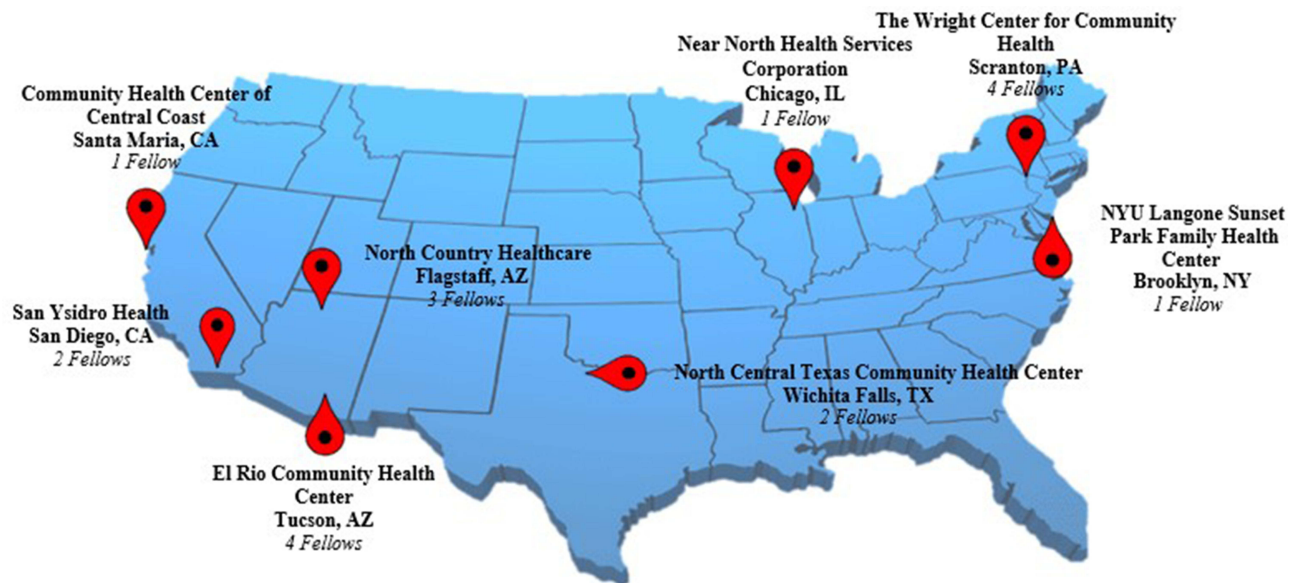 The Wright Center for Community
Health
Scranton, PA
4 Fellows
Near North Health Services
Corporation
Chicago, IL
1 Fellow
Community Health Center of
Central Coast
Santa Maria, CA
1 Fellow
NYU Langone Sunset
Park Family Health
Center
Brooklyn, NY
1 Fellow
North Country Healthcare
Flagstaff, AZ
3 Fellows
San Ysidro Health
San Diego, CA
2 Fellows
North Central Texas Community Health Center
Wichita Falls, TX
2 Fellows
El Rio Community Health
Center
Tucson, AZ
4 Fellows